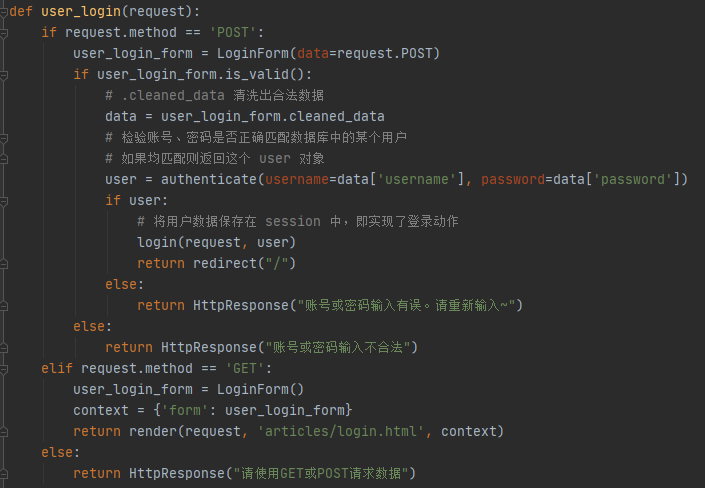 def user_login(request):
    if request.method == 'POST':
        user_login_form = LoginForm(data=request.POST)
        if user_login_form.is_valid():
            # .cleaned_data 清洗出合法数据
            data = user_login_form.cleaned_data
            # 检验账号、密码是否正确匹配数据库中的某个用户
            # 如果均匹配则返回这个 user 对象
            user = authenticate(username=data['username'], password=data['password'])
            if user:
                # 将用户数据保存在 session 中，即实现了登录动作
                login(request, user)
                return redirect("/")
            else:
                return HttpResponse("账号或密码输入有误。请重新输入~")
        else:
            return HttpResponse("账号或密码输入不合法")
    elif request.method == 'GET':
        user_login_form = LoginForm()
        context = {'form': user_login_form}
        return render(request, 'articles/login.html', context)
    else:
        return HttpResponse("请使用GET或POST请求数据")